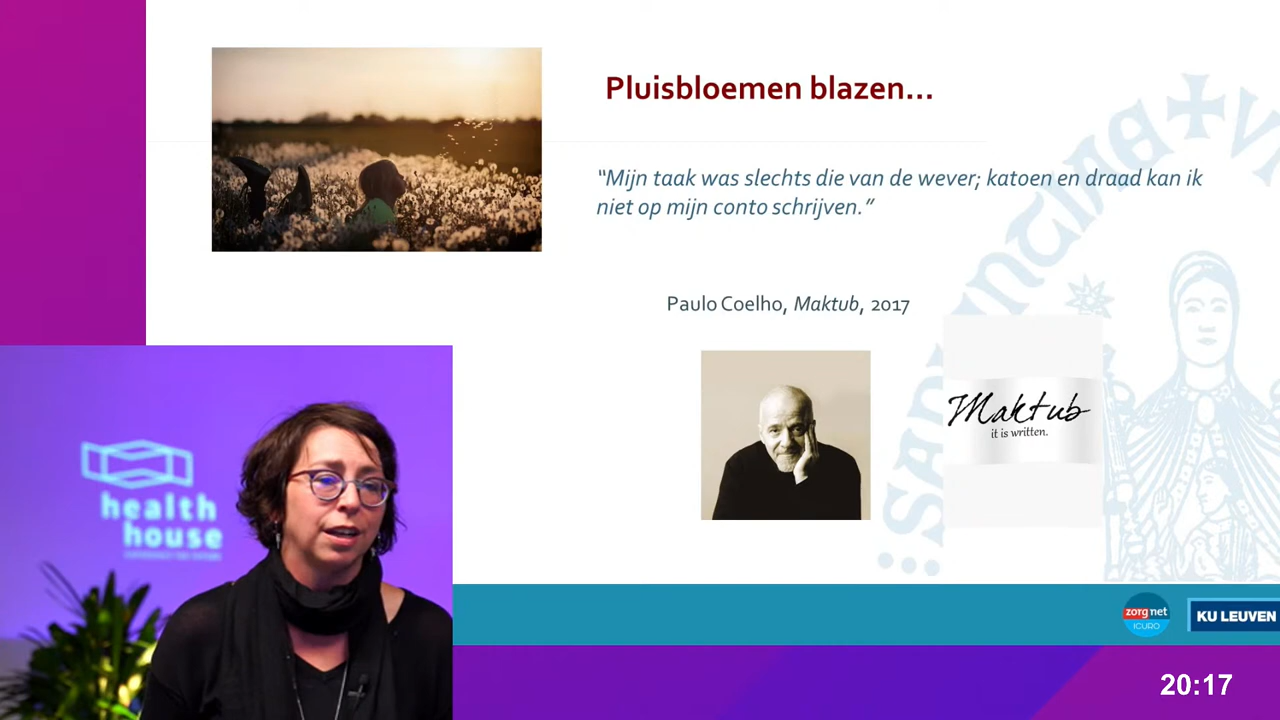 Pluisbloemen blazen...
“Mijn taak was slechts die van de wever; katoen en draad kan ik
niet op mijn conto schrijven.”
Paulo Coelho, Maktub, 2017
Maktub
it is written.
health
house
zorgnet
ICURO
KU LEUVEN
20:17